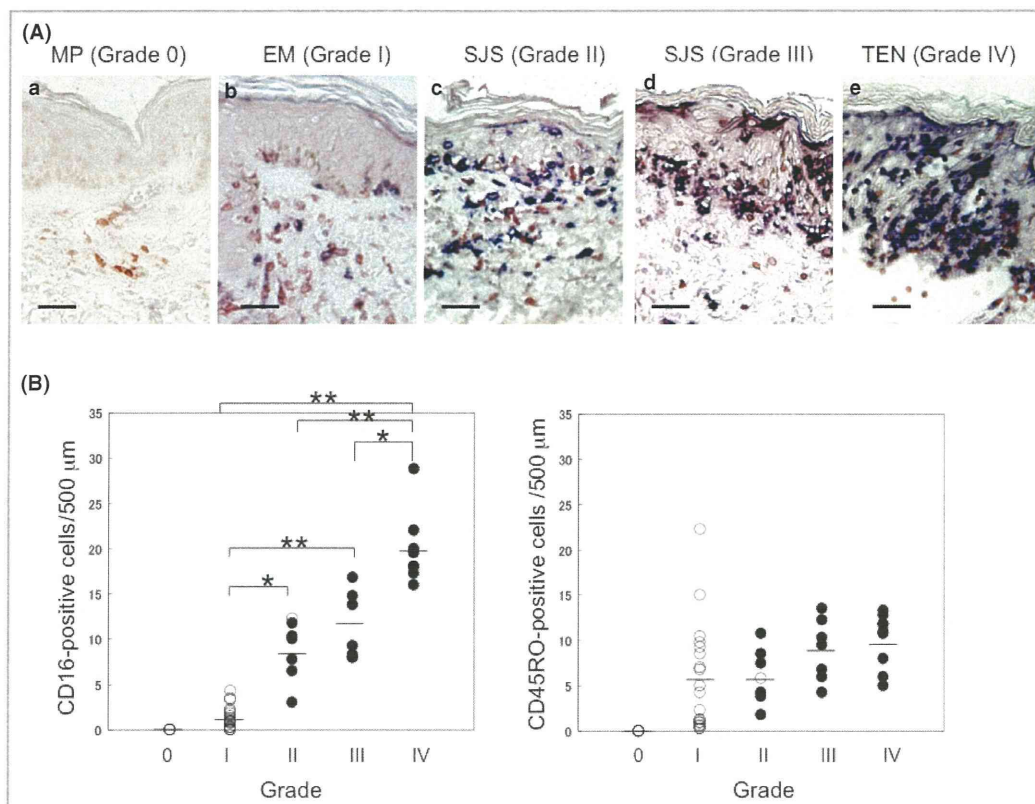 (A)
MP (Grade 0) EM (Grade I) SJS (Grade II) SJS (Grade III) TEN (Grade IV)
a b c d e
(B)
** 
** 
* 
** 
* 
CD16-positive cells/500 μm
35
30
25
20
15
10
5
0
0 I II III IV
Grade
CD45RO-positive cells /500 μm
35
30
25
20
15
10
5
0
0 I II III IV
Grade